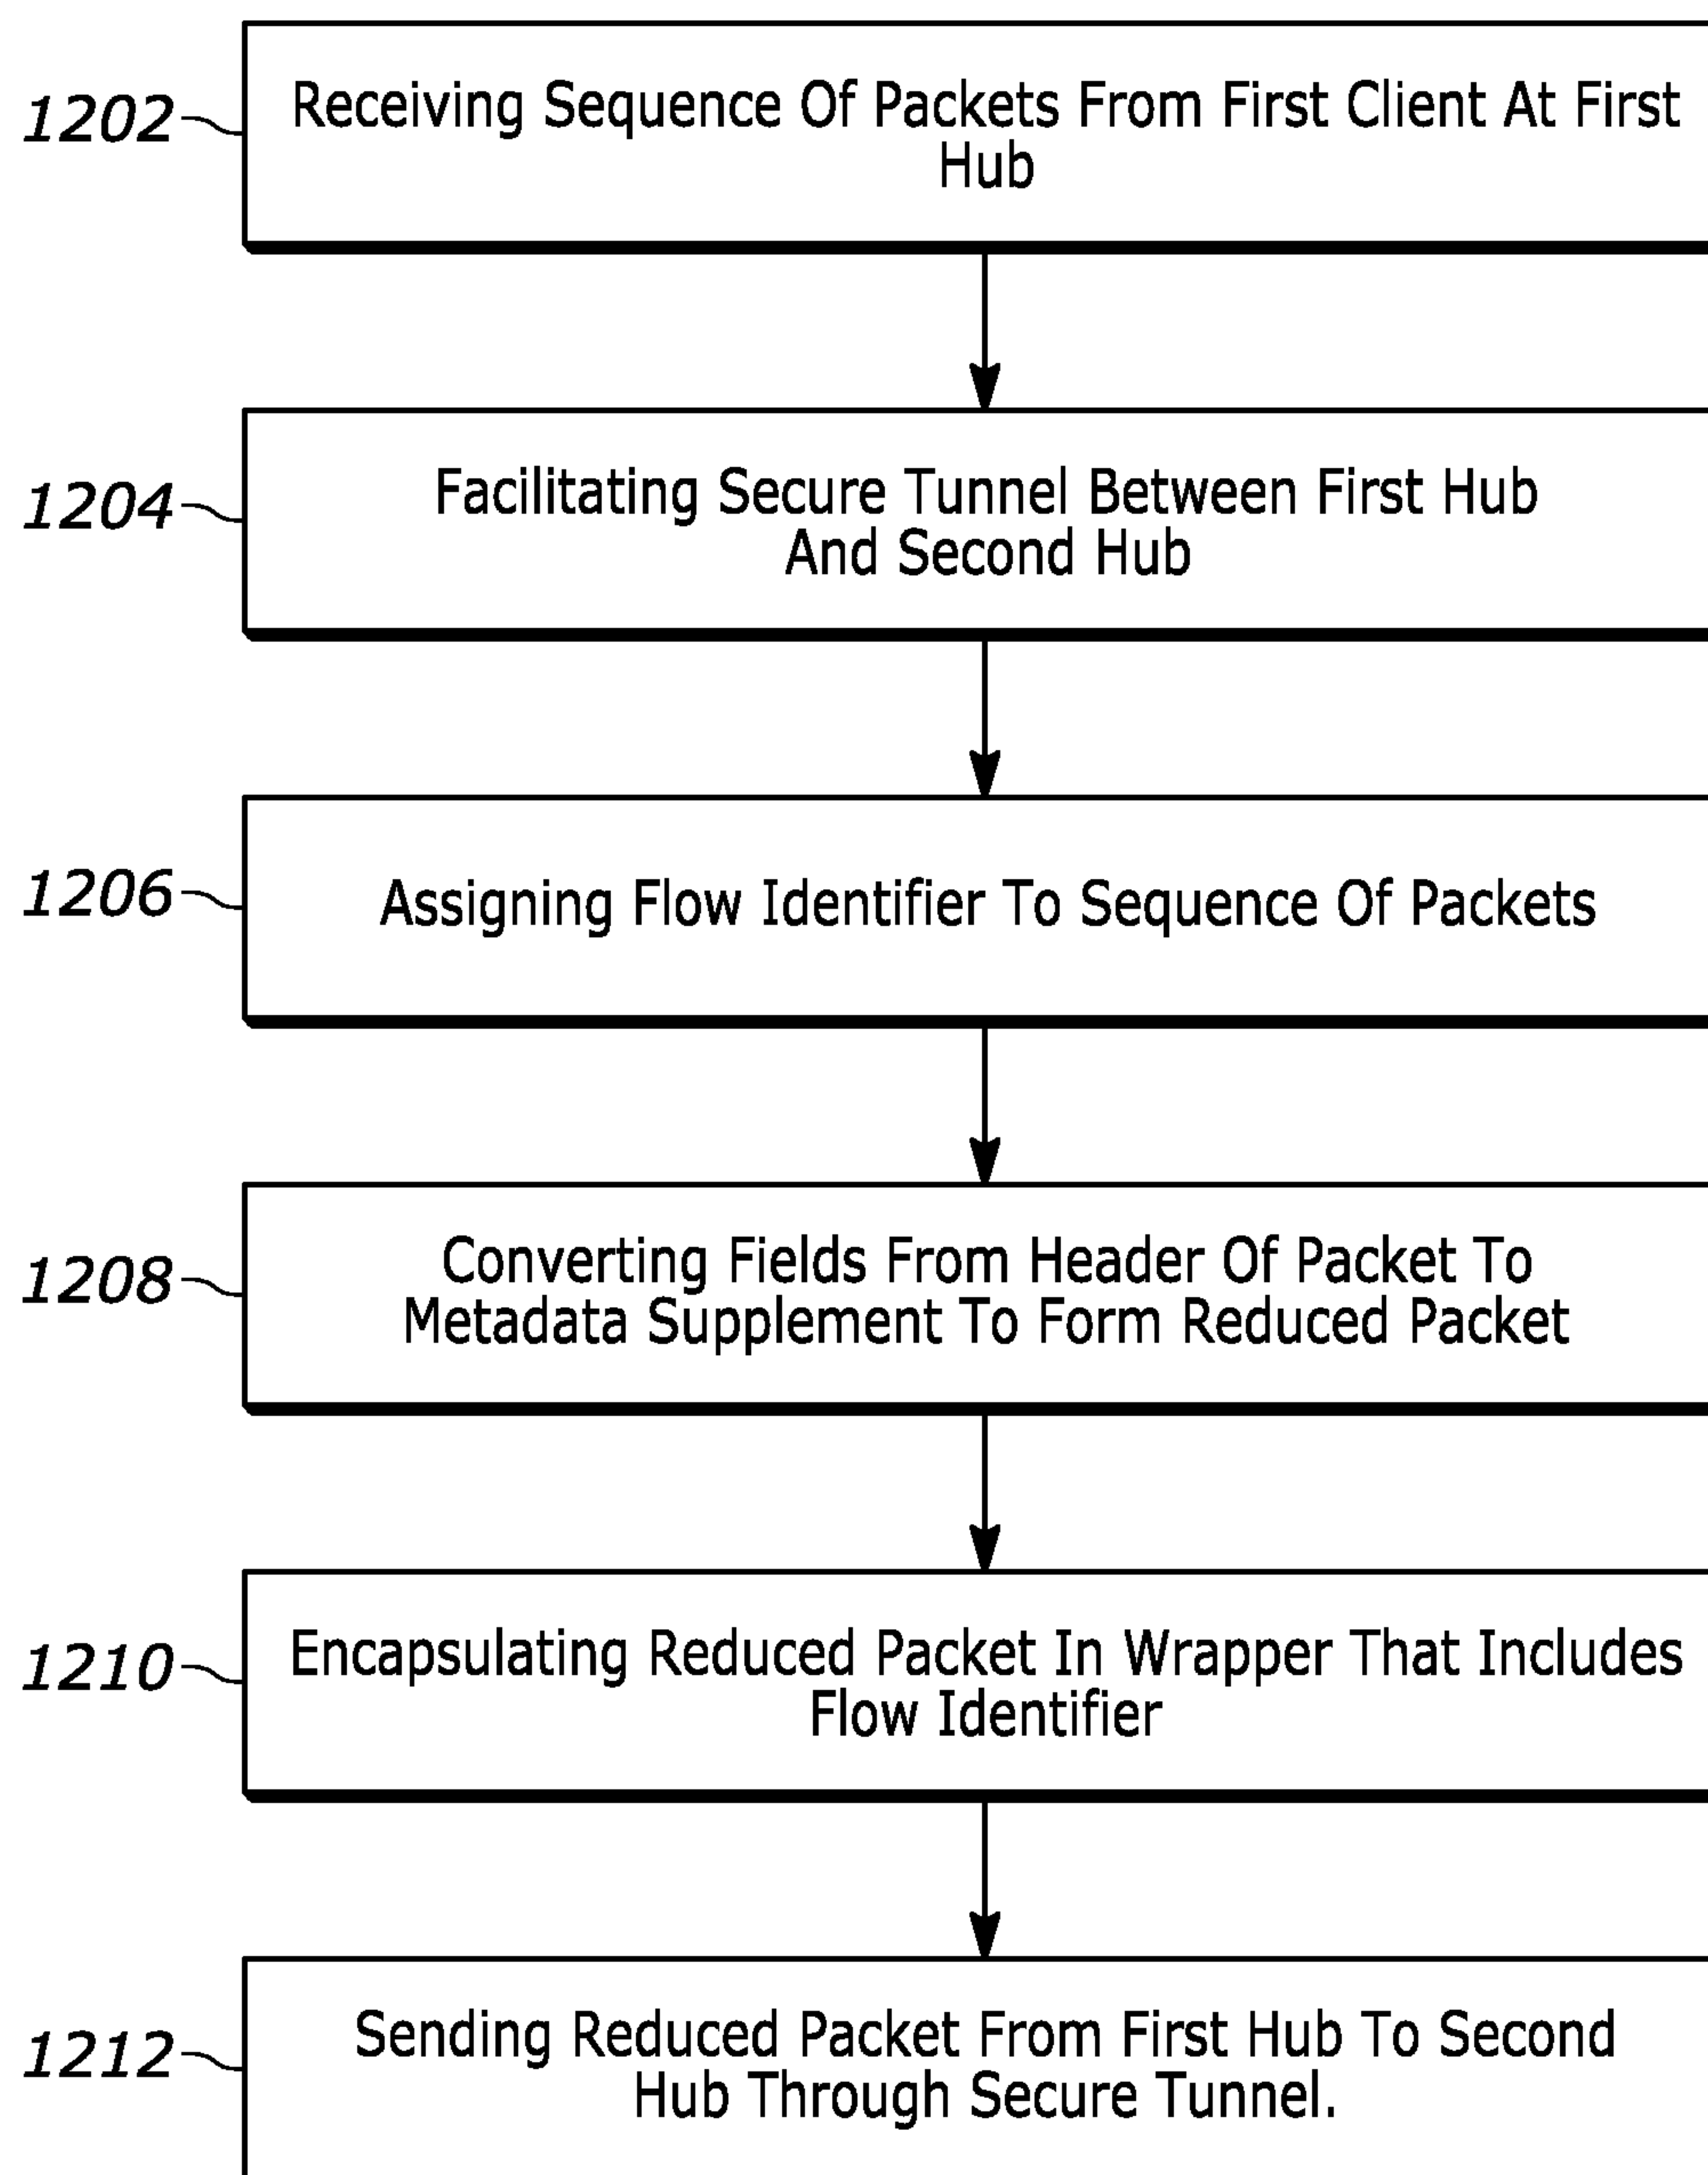 1202
Receiving Sequence Of Packets From First Client At First
Hub
1204
Facilitating Secure Tunnel Between First Hub
And Second Hub
1206
Assigning Flow Identifier To Sequence Of Packets
1208
Converting Fields From Header Of Packet To
Metadata Supplement To Form Reduced Packet
1210
Encapsulating Reduced Packet In Wrapper That Includes
Flow Identifier
1212
Sending Reduced Packet From First Hub To Second
Hub Through Secure Tunnel.